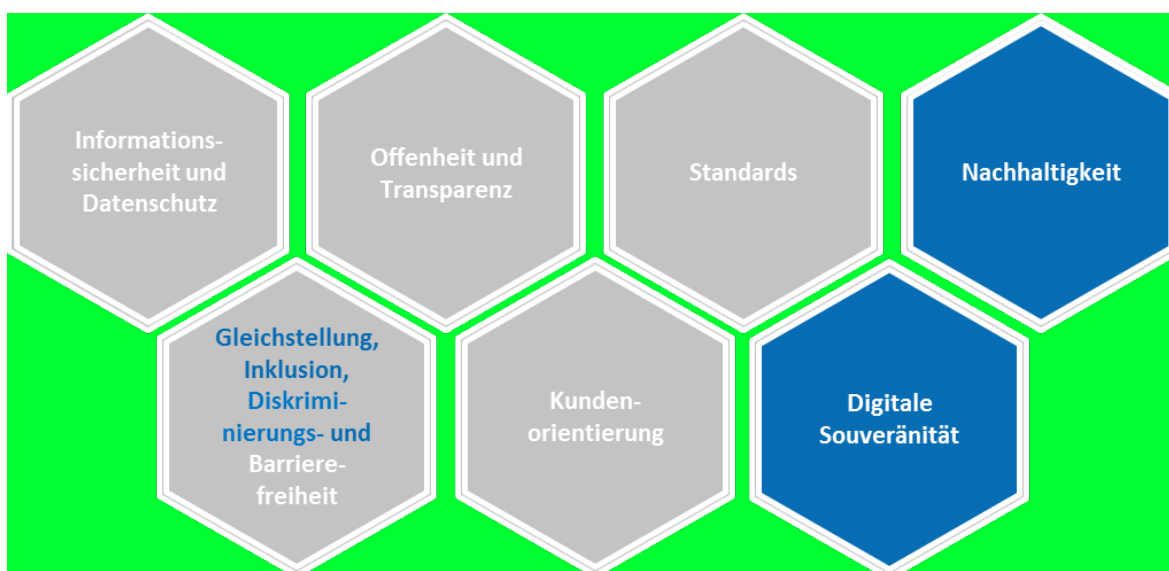 Informations-
sicherheit und
Datenschutz
Offenheit und
Transparenz
Standards
Nachhaltigkeit
Gleichstellung,
Inklusion,
Diskrimi-
nierungs- und
Barriere-
freiheit
Kunden-
orientierung
Digitale
Souveränität